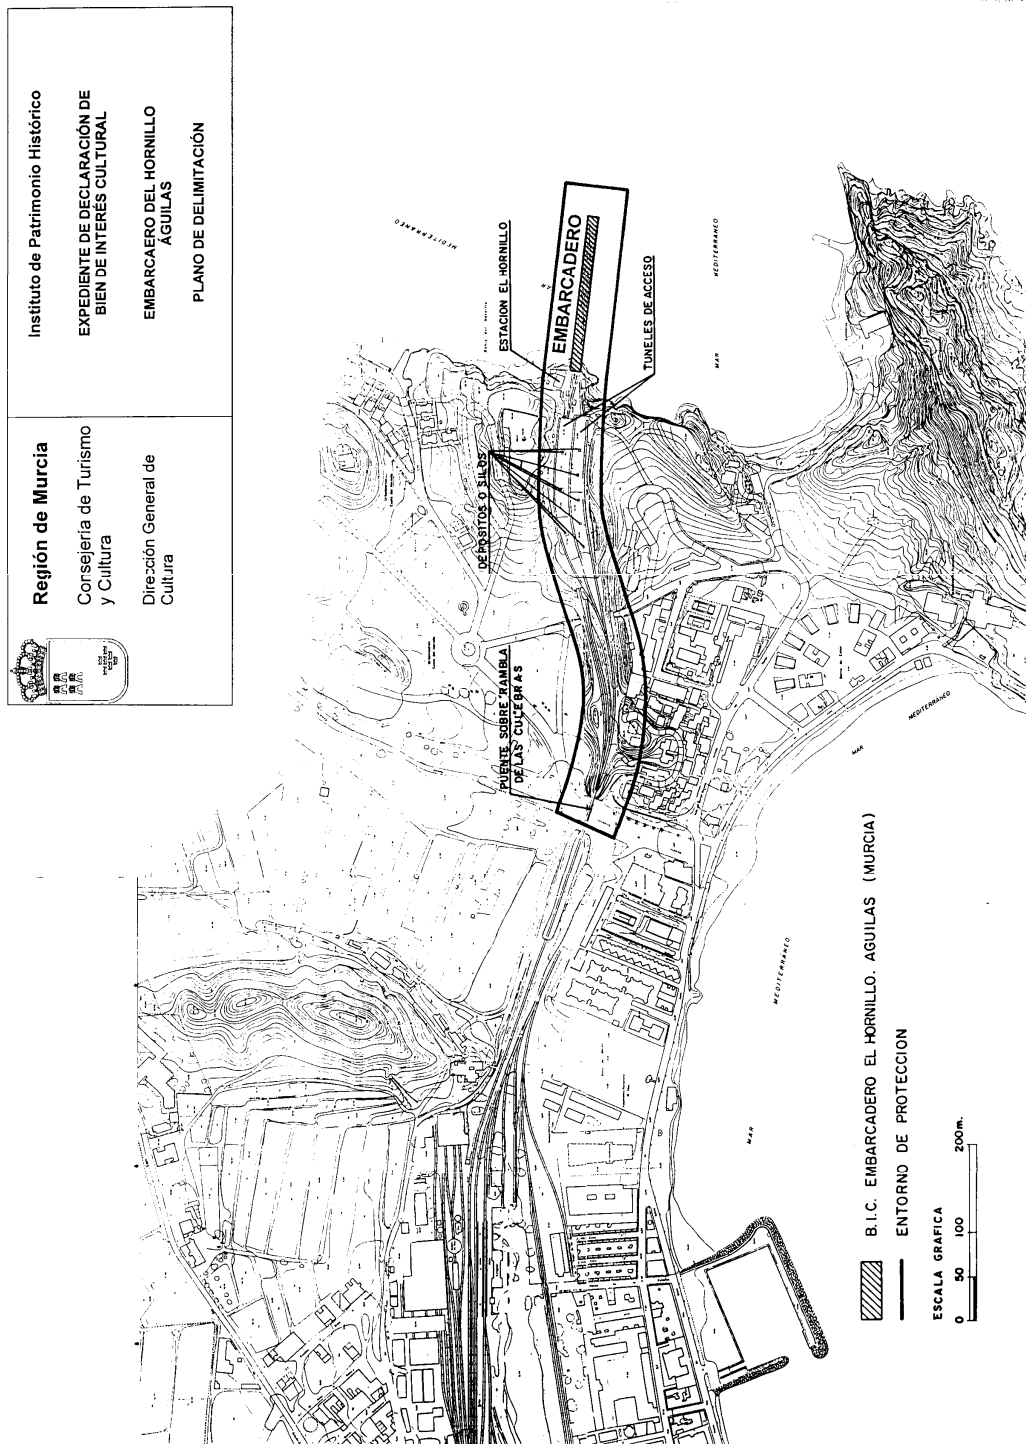 Región de Murcia
Consejería de Turismo
y Cultura
Dirección General de
Cultura
Instituto de Patrimonio Histórico
EXPEDIENTE DE DECLARACIÓN DE
BIEN DE INTERÉS CULTURAL
EMBARCAERO DEL HORNILLO
ÁGUILAS
PLANO DE DELIMITACIÓN
MEDITERRANEO
ESTACION EL HORNILLO
EMBARCADERO
TUNELES DE ACCESO
MAR
MEDITERRANEO
DEPOSITOS O SILOS
PUENTE SOBRE RAMBLA
DE LAS CULEBRAS
MAR
MEDITERRANEO
MAR
MEDITERRANEO
B.I.C. EMBARCADERO EL HORNILLO. AGUILAS (MURCIA)
ENTORNO DE PROTECCION
ESCALA GRAFICA
0 50 100 200m.